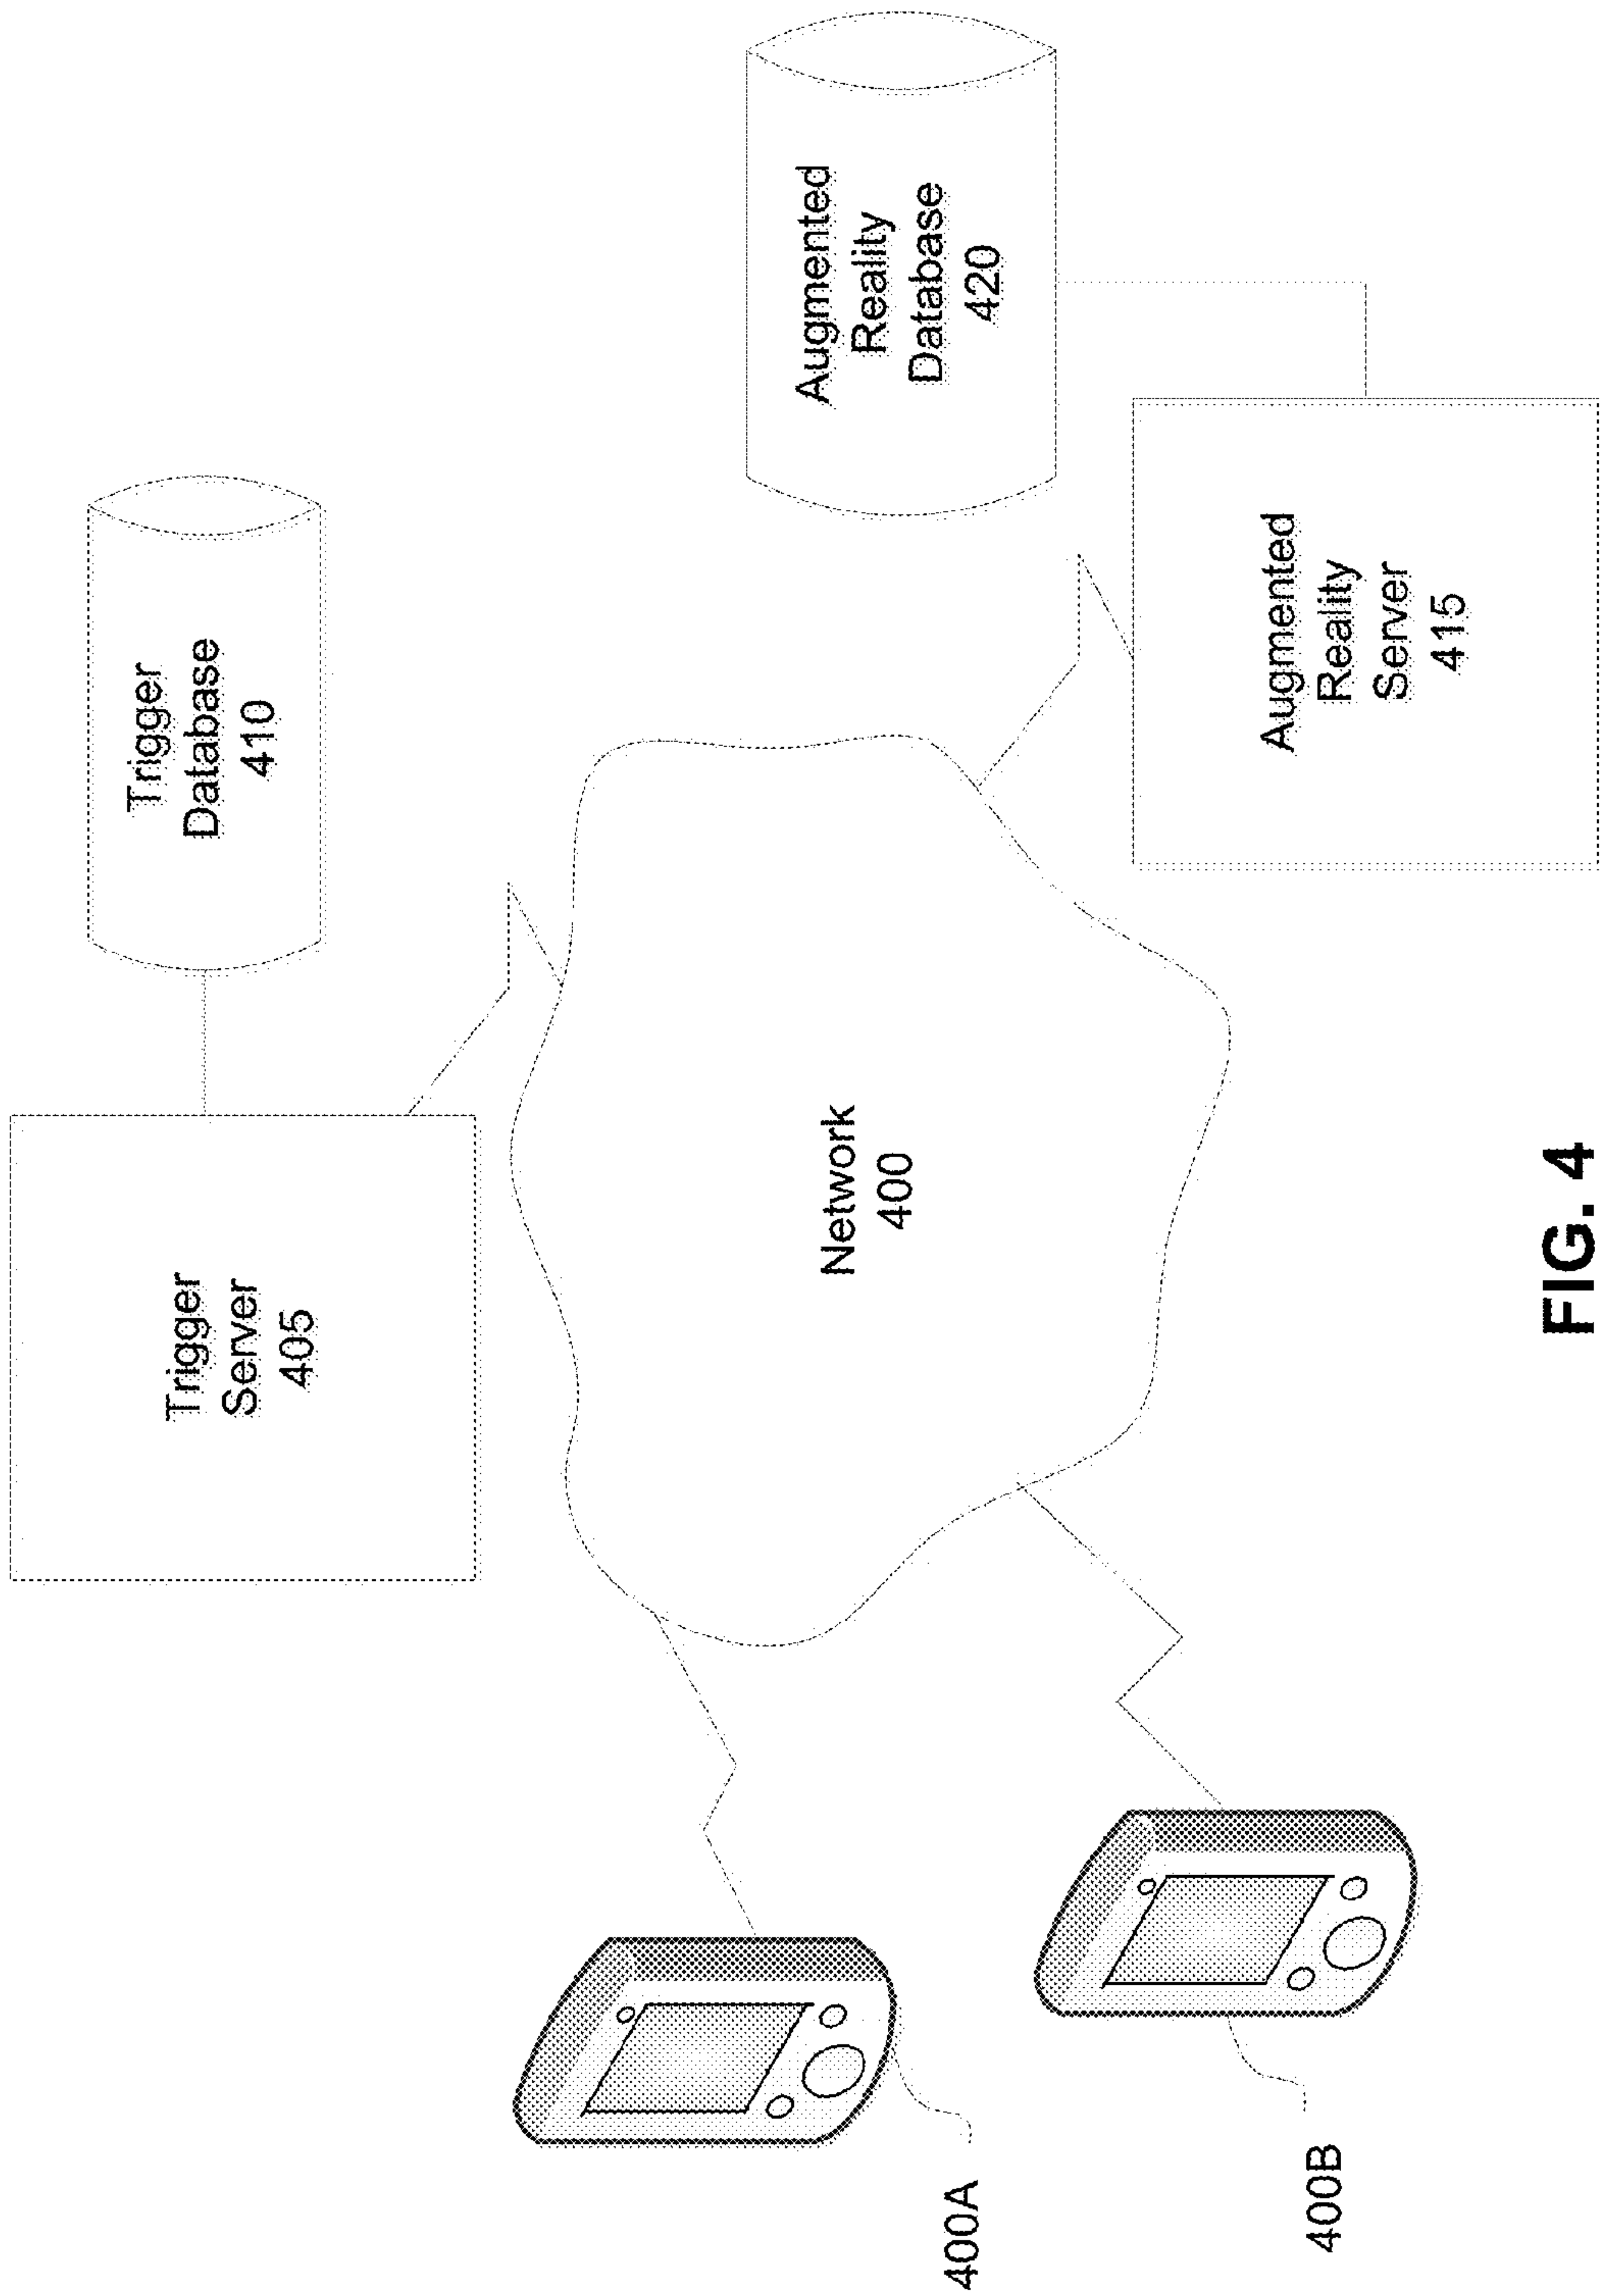 Trigger
Server
405
Trigger
Database
410
Network
400
Augmented
Reality
Database
420
Augmented
Reality
Server
415
400A
400B
FIG. 4